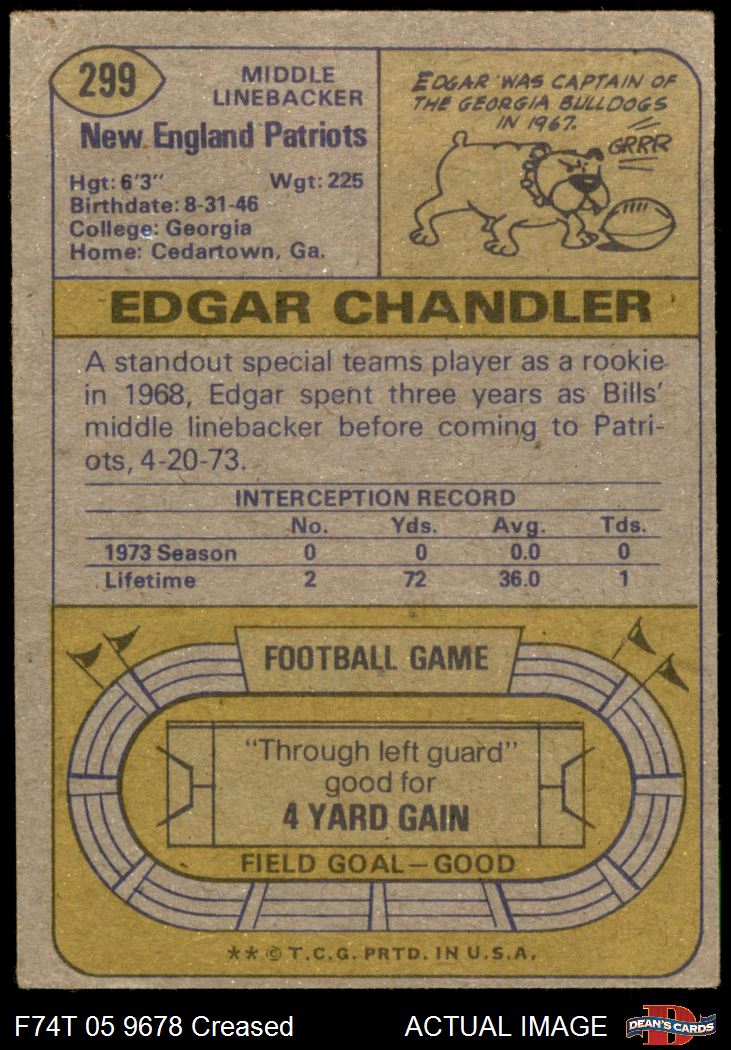 299
MIDDLE
LINEBACKER
New England Patriots
Hgt: 6'3" Wgt: 225
Birthdate: 8-31-46
College: Georgia
Home: Cedartown, Ga.
EDGAR WAS CAPTAIN OF
THE GEORGIA BULLDOGS
IN 1967.
GRRR
EDGAR CHANDLER
A standout special teams player as a rookie
in 1968, Edgar spent three years as Bills'
middle linebacker before coming to Patri-
ots, 4-20-73.
INTERCEPTION RECORD
No. Yds. Avg. Tds.
1973 Season 0 0 0.0 0
Lifetime 2 72 36.0 1
FOOTBALL GAME
"Through left guard"
good for
4 YARD GAIN
FIELD GOAL—GOOD
** © T.C.G. PRTD. IN U.S.A.
F74T 05 9678 Creased ACTUAL IMAGE
D
DEAN'S CARDS